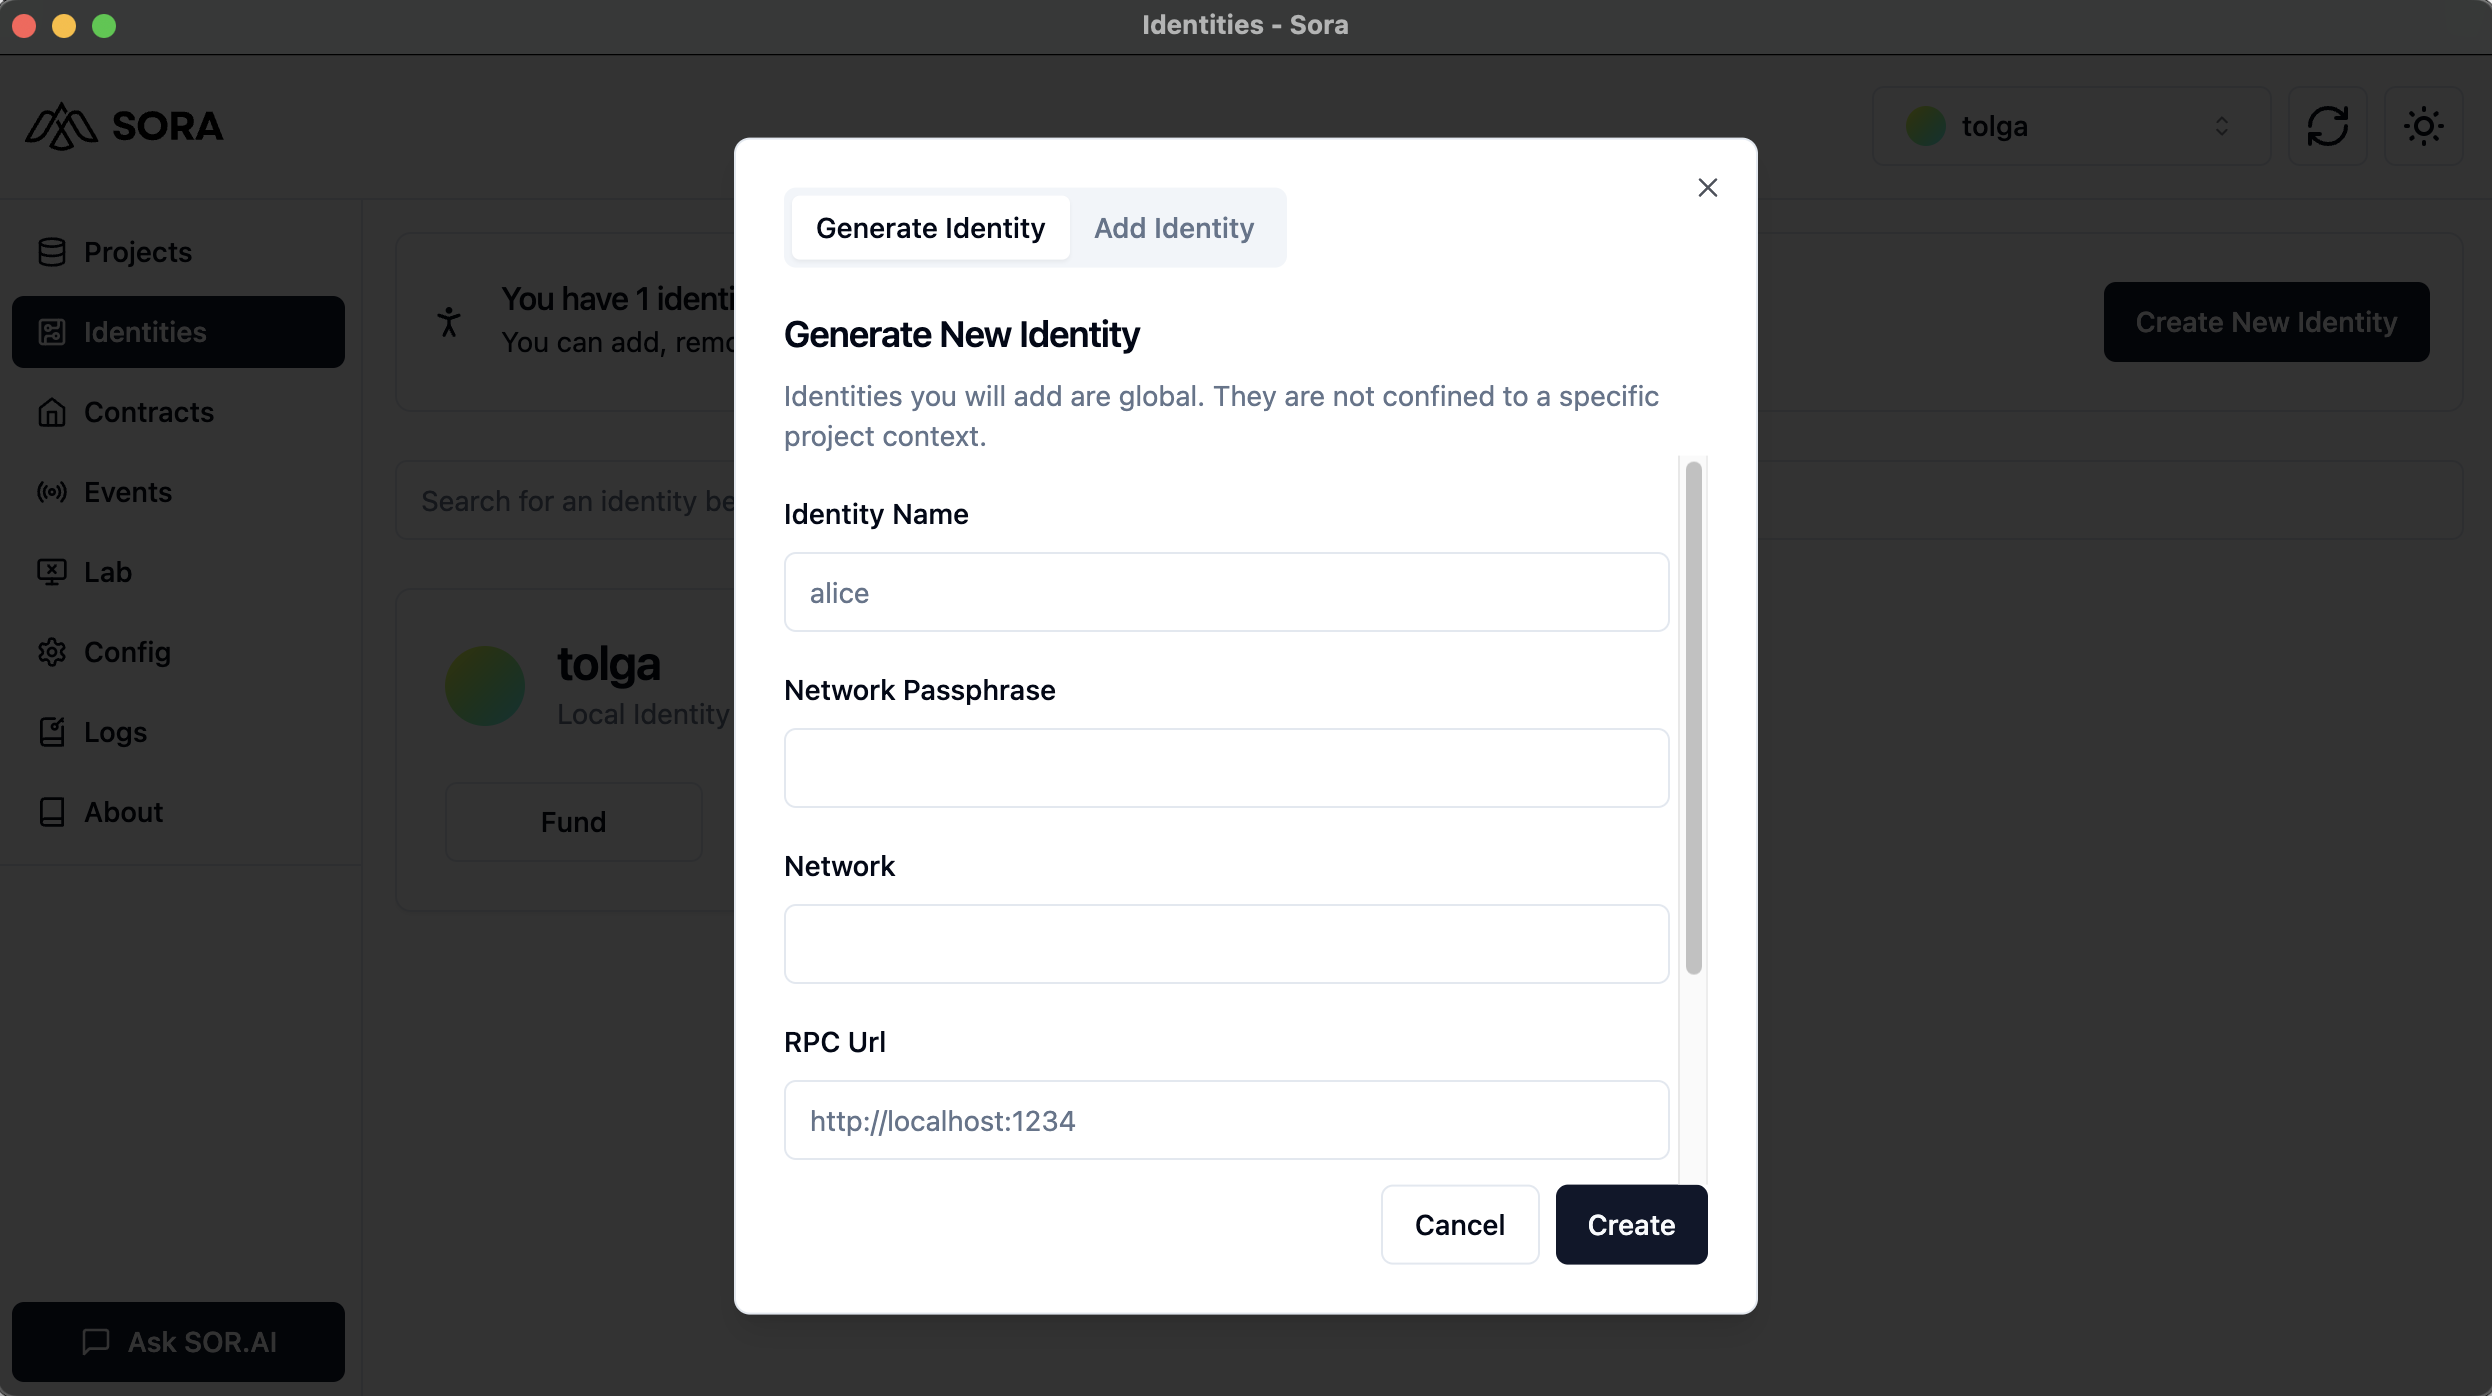 Identities - Sora
SORA
tolga
Projects
Identities
Contracts
Events
Lab
Config
Logs
About
Ask SOR.AI
You have 1 identi
You can add, remo
Create New Identity
Search for an identity be
tolga
Local Identity
Fund
Generate Identity
Add Identity
Generate New Identity
Identities you will add are global. They are not confined to a specific
project context.
Identity Name
alice
Network Passphrase
Network
RPC Url
http://localhost:1234
Cancel
Create